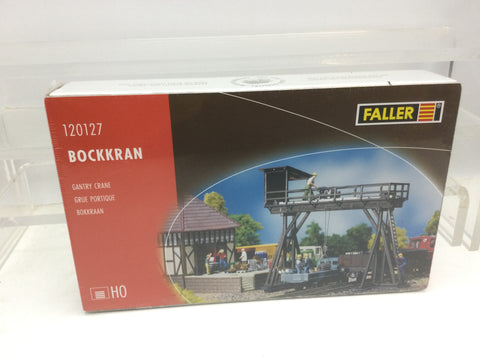 120127
BOCKKRAN
GANTRY CRANE
GRUE PORTIQUE
BOKKRAAN
H0
FALLER